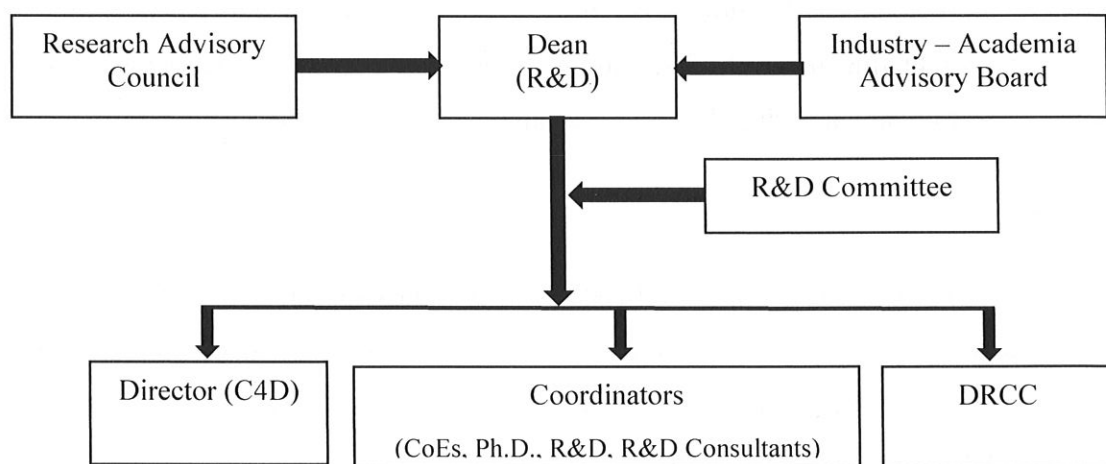 Research Advisory
Council
Dean
(R&D)
Industry – Academia
Advisory Board
R&D Committee
Director (C4D)
Coordinators
(CoEs, Ph.D., R&D, R&D Consultants)
DRCC